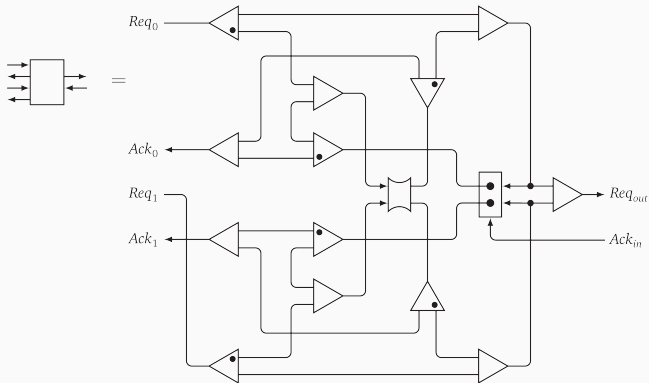 Req0
Ack0
Req1
Ack1
=
Reqout
Ackin